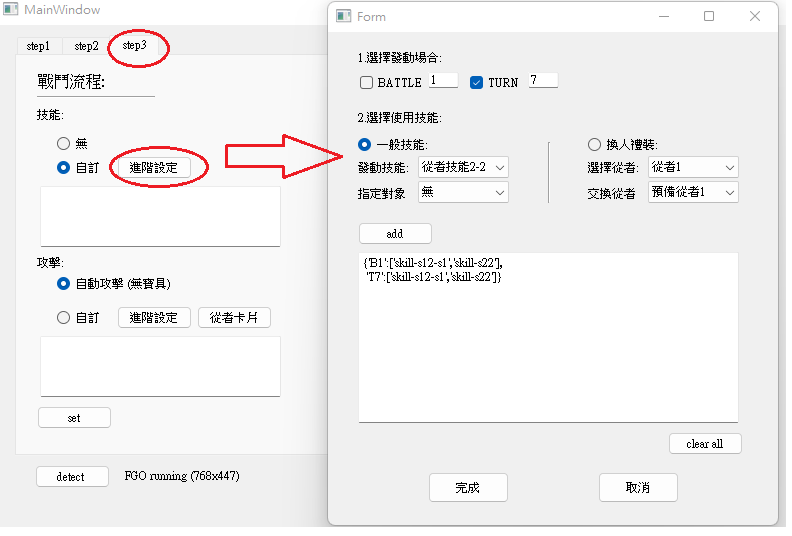 MainWindow
step1 step2 step3
戰鬥流程:
技能:
無
自訂 進階設定
攻擊:
自動攻擊 (無寶具)
自訂 進階設定 從者卡片
set
detect FGO running (768x447)
Form
1.選擇發動場合:
BATTLE 1 TURN 7
2.選擇使用技能:
一般技能: 換人禮裝:
發動技能: 從者技能2-2 選擇從者: 從者1
指定對象 無 交換從者 預備從者1
add
{'B1':['skill-s12-s1','skill-s22'],
'T7':['skill-s12-s1','skill-s22']}
clear all
完成 取消